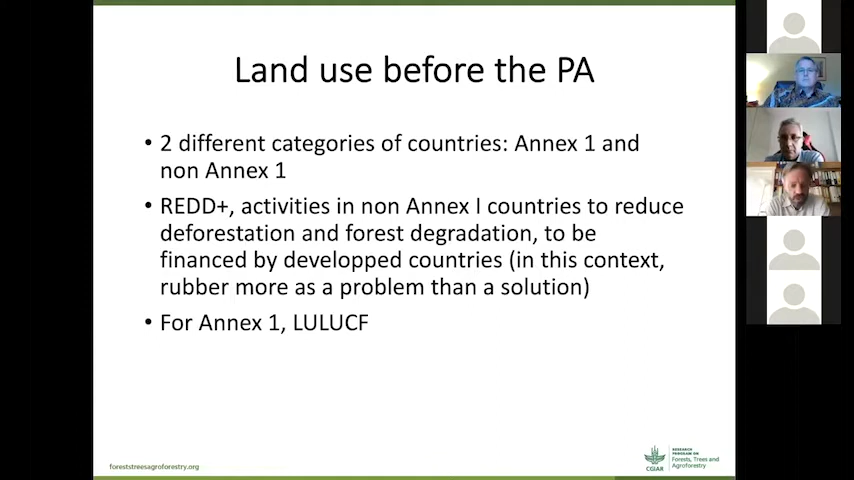 Land use before the PA
• 2 different categories of countries: Annex 1 and
non Annex 1
• REDD+, activities in non Annex I countries to reduce
deforestation and forest degradation, to be
financed by developped countries (in this context,
rubber more as a problem than a solution)
• For Annex 1, LULUCF
foreststreesagroforestry.org
CGIAR
RESEARCH
PROGRAM ON
Forests, Trees and
Agroforestry